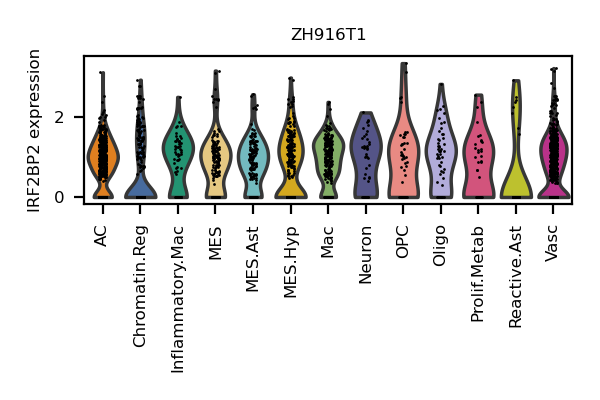 ZH916T1
IRF2BP2 expression
2
0
AC
Chromatin.Reg
Inflammatory.Mac
MES
MES.Ast
MES.Hyp
Mac
Neuron
OPC
Oligo
Prolif.Metab
Reactive.Ast
Vasc